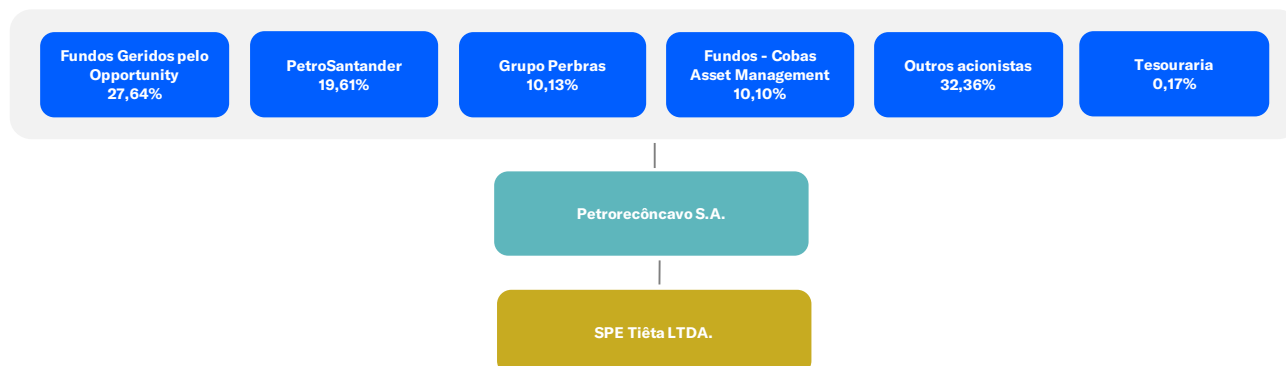 Fundos Geridos pelo
Opportunity
27,64%
PetroSantander
19,61%
Grupo Perbras
10,13%
Fundos - Cobas
Asset Management
10,10%
Outros acionistas
32,36%
Tesouraria
0,17%
Petrorecôncavo S.A.
SPE Tiêta LTDA.